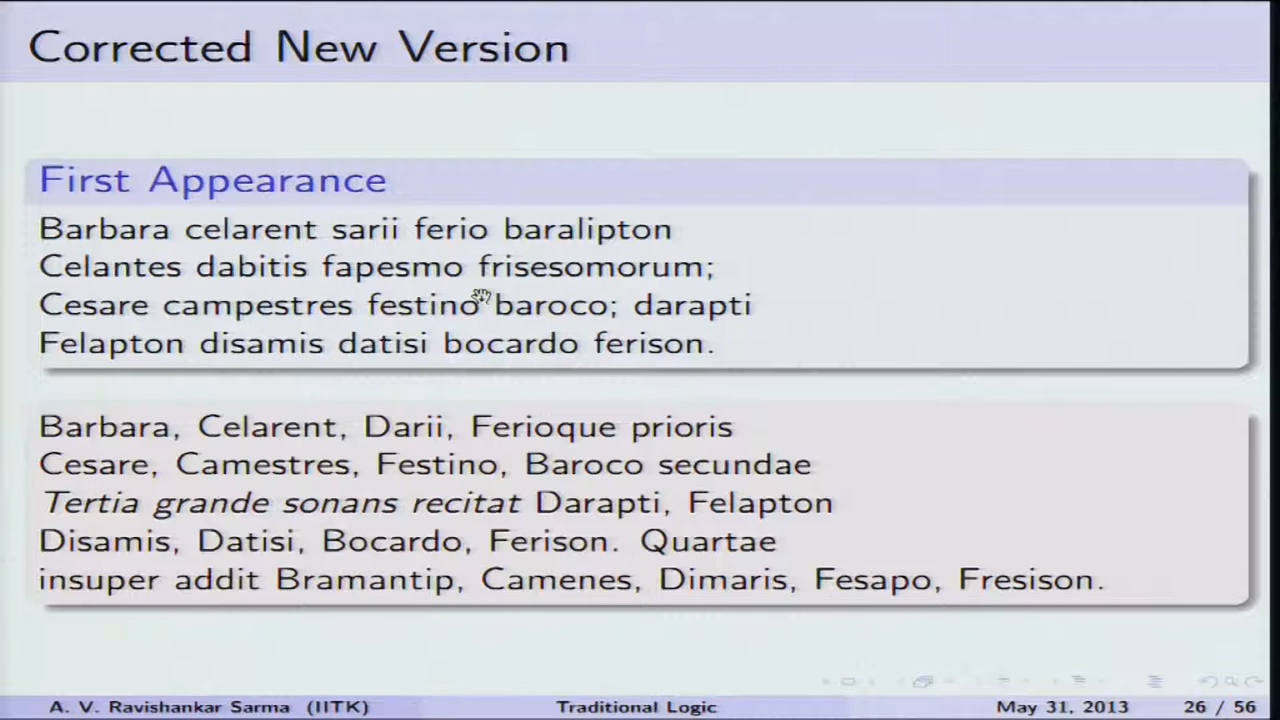 Corrected New Version
First Appearance
Barbara celarent sarii ferio baralipton
Celantes dabitis fapesmo frisesomorum;
Cesare campestres festino baroco; darapti
Felapton disamis datisi bocardo ferison.
Barbara, Celarent, Darii, Ferioque prioris
Cesare, Camestres, Festino, Baroco secundae
Tertia grande sonans recitat Darapti, Felapton
Disamis, Datisi, Bocardo, Ferison. Quartae
insuper addit Bramantip, Camenes, Dimaris, Fesapo, Fresison.
A. V. Ravishankar Sarma (IITK) Traditional Logic May 31, 2013 26 / 56